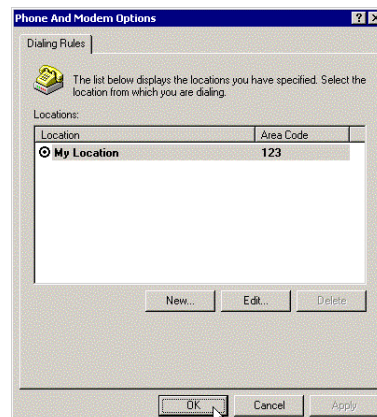 Phone And Modem Options
Dialing Rules
The list below displays the locations you have specified. Select the
location from which you are dialing.
Locations:
Location Area Code
My Location 123
New... Edit... Delete
OK Cancel Apply